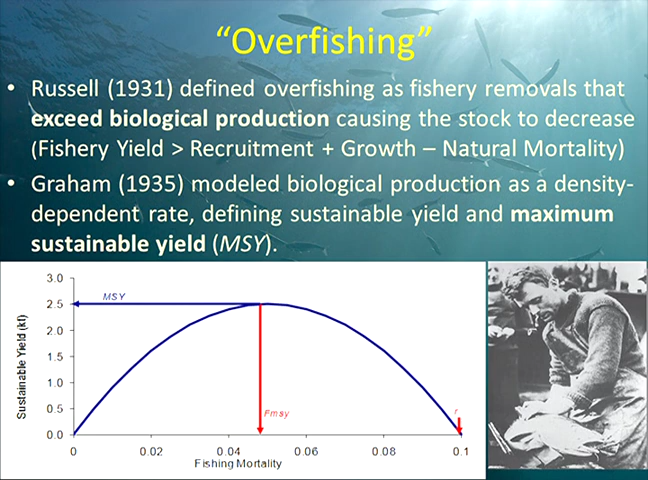 “Overfishing”
• Russell (1931) defined overfishing as fishery removals that
exceed biological production causing the stock to decrease
(Fishery Yield > Recruitment + Growth – Natural Mortality)
• Graham (1935) modeled biological production as a density-
dependent rate, defining sustainable yield and maximum
sustainable yield (MSY).
Sustainable Yield (kt)
3.0
2.5
2.0
1.5
1.0
0.5
0.0
MSY
Fmsy
r
0 0.02 0.04 0.06 0.08 0.1
Fishing Mortality